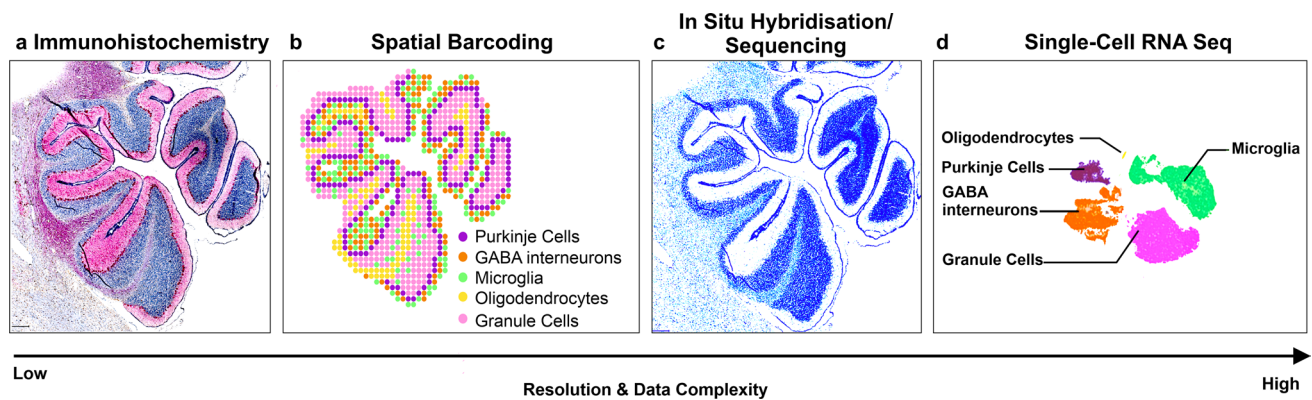 a Immunohistochemistry
b Spatial Barcoding
c In Situ Hybridisation/
Sequencing
d Single-Cell RNA Seq
Purkinje Cells
GABA interneurons
Microglia
Oligodendrocytes
Granule Cells
Oligodendrocytes
Purkinje Cells
GABA
interneurons
Granule Cells
Microglia
Low
Resolution & Data Complexity
High